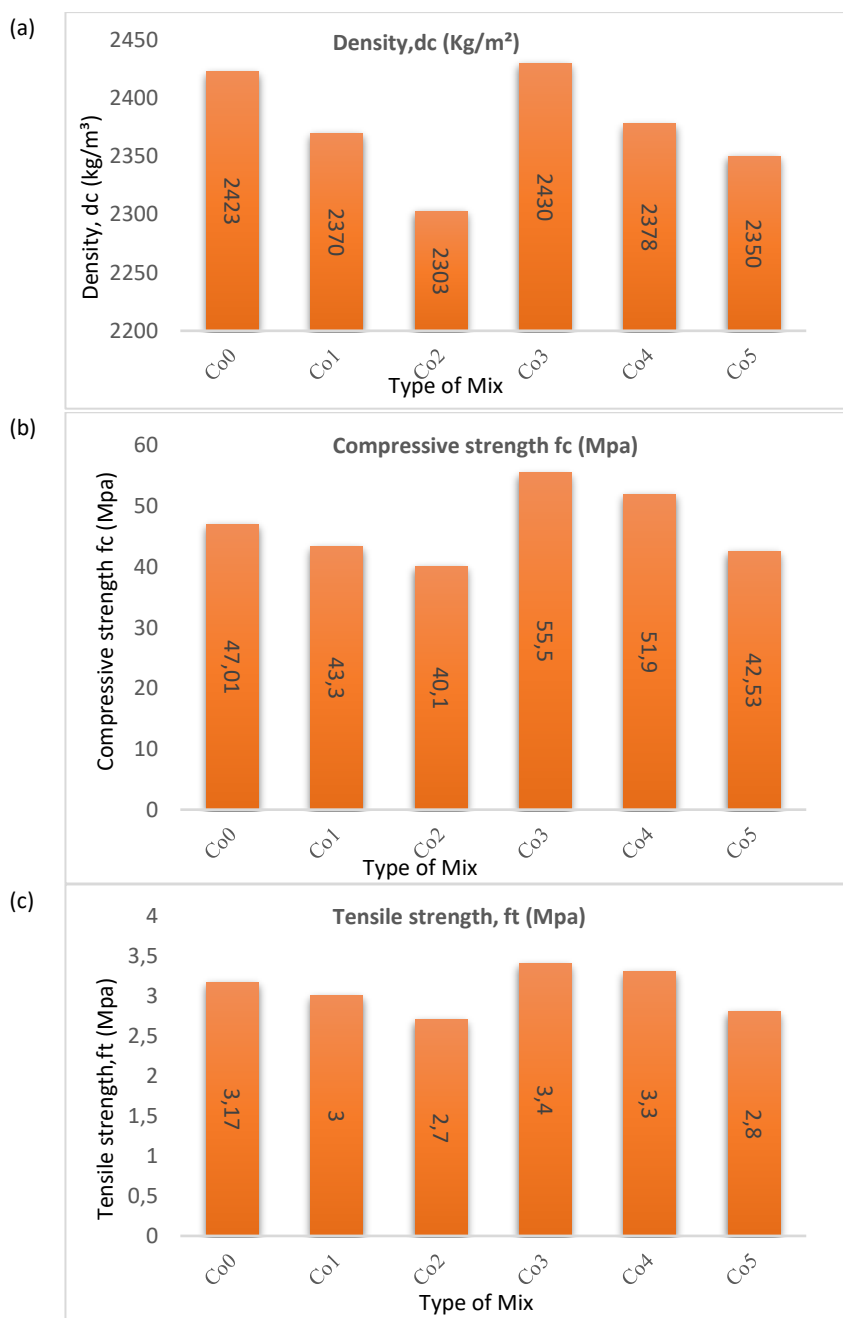 (a)
Density,dc (Kg/m²)
Density, dc (kg/m³)
2450
2400
2350
2300
2250
2200
2423
2370
2303
2430
2378
2350
Co0
Co1
Co2
Co3
Co4
Co5
Type of Mix
(b)
Compressive strength fc (Mpa)
Compressive strength fc (Mpa)
60
50
40
30
20
10
0
47,01
43,3
40,1
55,5
51,9
42,53
Co0
Co1
Co2
Co3
Co4
Co5
Type of Mix
(c)
Tensile strength, ft (Mpa)
Tensile strength,ft (Mpa)
4
3,5
3
2,5
2
1,5
1
0,5
0
3,17
3
2,7
3,4
3,3
2,8
Co0
Co1
Co2
Co3
Co4
Co5
Type of Mix